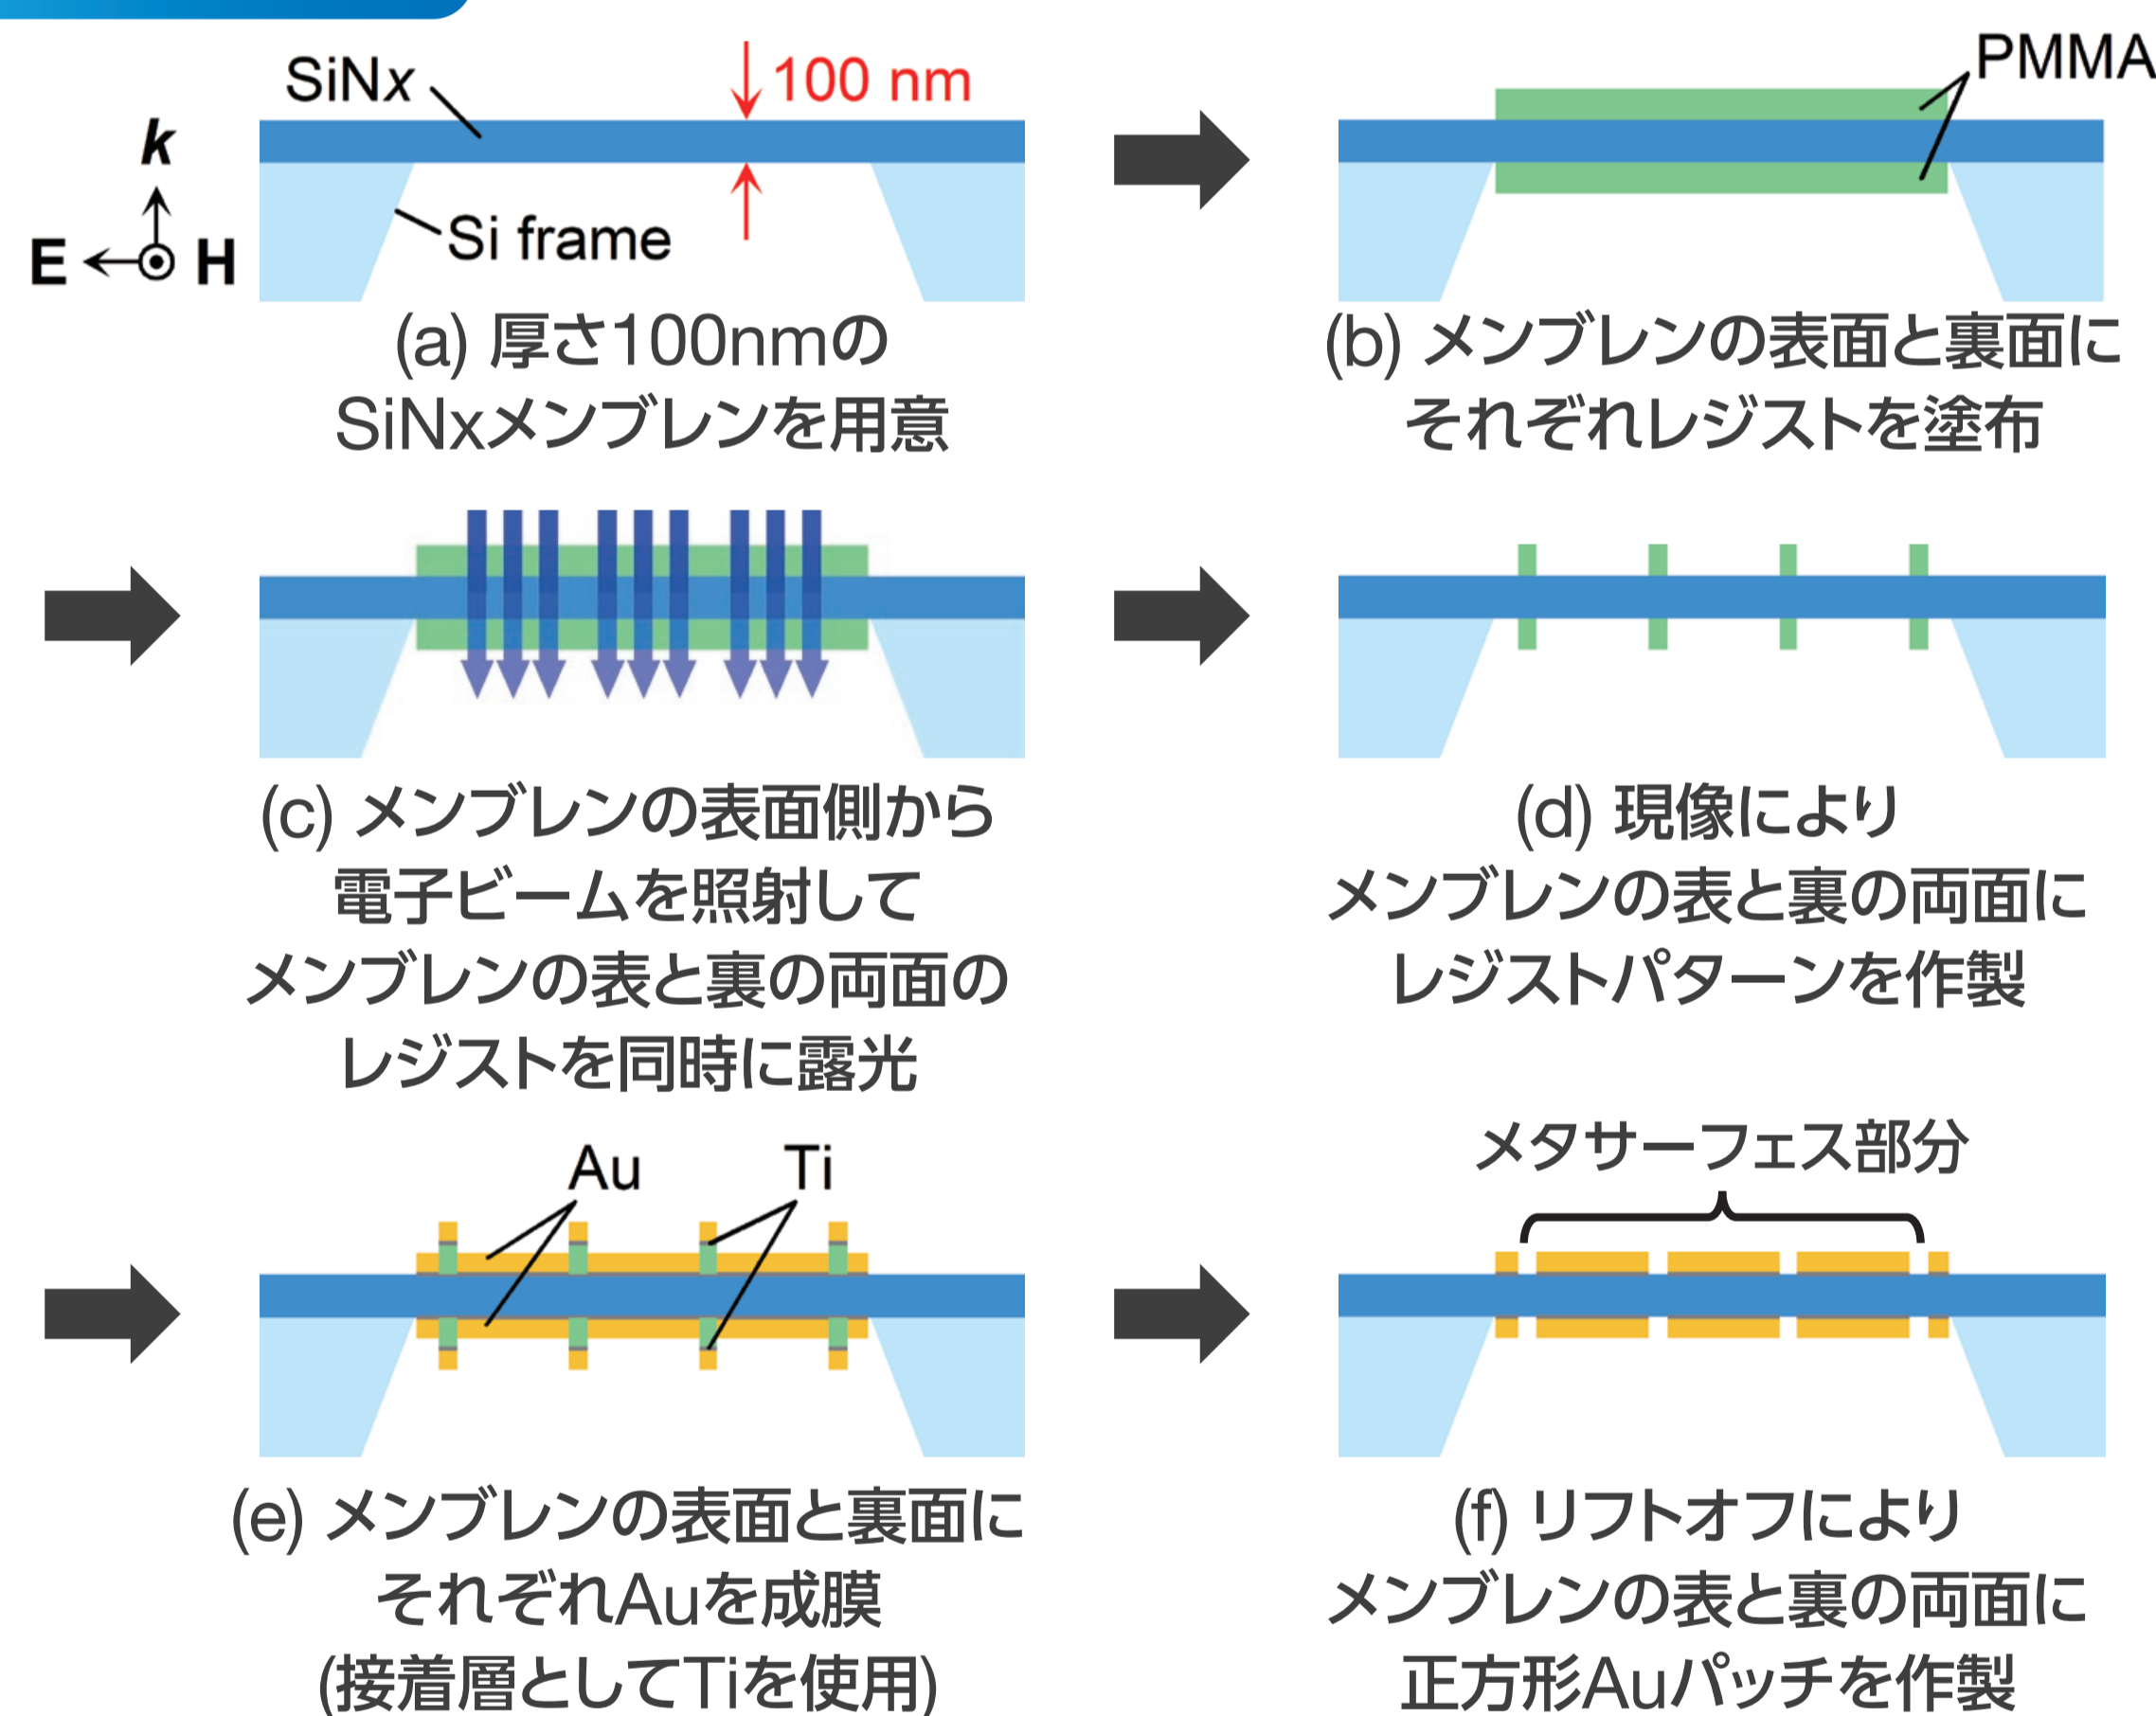 SiNx
100 nm
k
E
H
Si frame
(a) 厚さ100nmの
SiNxメンブレンを用意
PMMA
(b) メンブレンの表面と裏面に
それぞれレジストを塗布
(c) メンブレンの表面側から
電子ビームを照射して
メンブレンの表と裏の両面の
レジストを同時に露光
(d) 現像により
メンブレンの表と裏の両面に
レジストパターンを作製
Au
Ti
(e) メンブレンの表面と裏面に
それぞれAuを成膜
(接着層としてTiを使用)
メタサーフェス部分
(f) リフトオフにより
メンブレンの表と裏の両面に
正方形Auパッチを作製